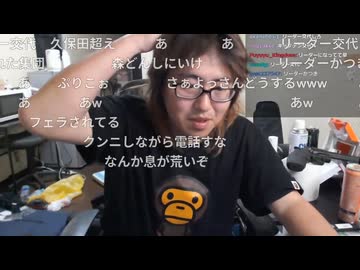 ー交代　久保田超え　　あ　　　あ　　リーダー交代
た集団　　　森どんしにいけ　　　リーダーかつき
あ　ぷりこぉ　　さぁよっさんどうするwww
あ　　あw　　　　　　　　あw
フェラされてる
クンニしながら電話すな
なんか息が荒いぞ